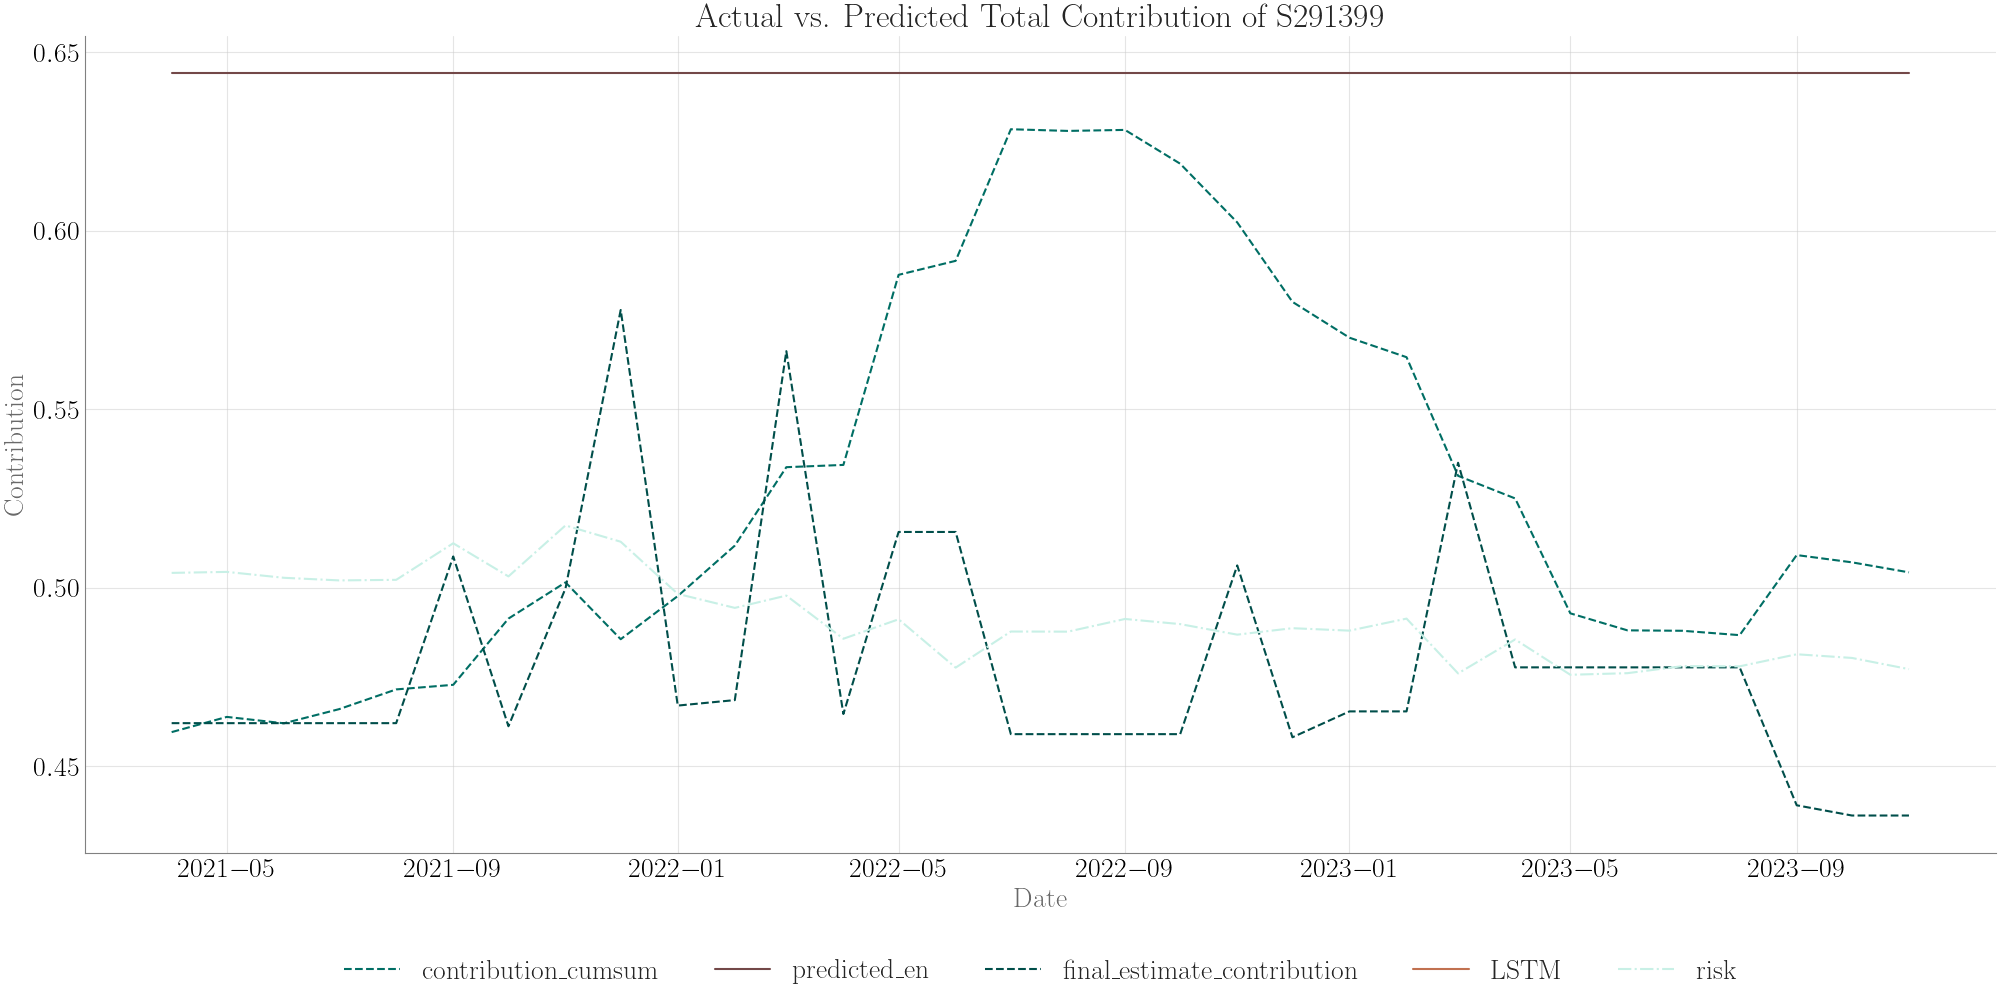 Actual vs. Predicted Total Contribution of S291399
Contribution
0.65
0.60
0.55
0.50
0.45
2021−05 2021−09 2022−01 2022−05 2022−09 2023−01 2023−05 2023−09
Date
contribution_cumsum predicted_en final_estimate_contribution LSTM risk